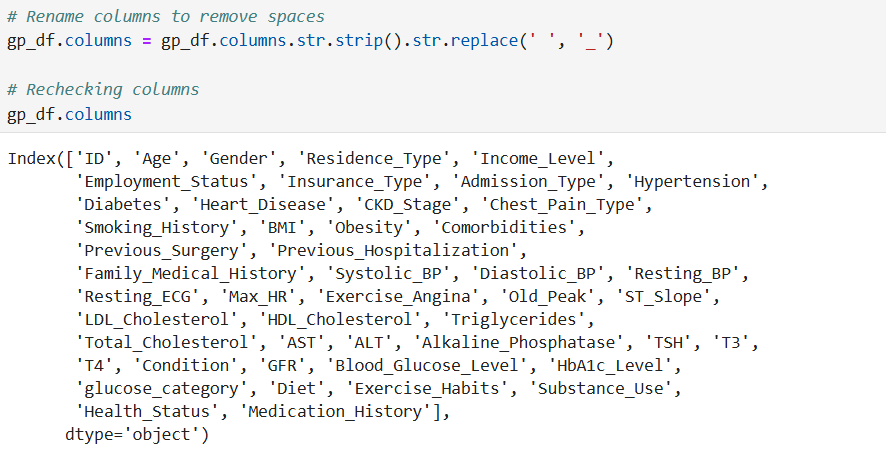 # Rename columns to remove spaces
gp_df.columns = gp_df.columns.str.strip().str.replace(' ', '_')
# Rechecking columns
gp_df.columns
Index(['ID', 'Age', 'Gender', 'Residence_Type', 'Income_Level',
'Employment_Status', 'Insurance_Type', 'Admission_Type', 'Hypertension',
'Diabetes', 'Heart_Disease', 'CKD_Stage', 'Chest_Pain_Type',
'Smoking_History', 'BMI', 'Obesity', 'Comorbidities',
'Previous_Surgery', 'Previous_Hospitalization',
'Family_Medical_History', 'Systolic_BP', 'Diastolic_BP', 'Resting_BP',
'Resting_ECG', 'Max_HR', 'Exercise_Angina', 'Old_Peak', 'ST_Slope',
'LDL_Cholesterol', 'HDL_Cholesterol', 'Triglycerides',
'Total_Cholesterol', 'AST', 'ALT', 'Alkaline_Phosphatase', 'TSH', 'T3',
'T4', 'Condition', 'GFR', 'Blood_Glucose_Level', 'HbA1c_Level',
'glucose_category', 'Diet', 'Exercise_Habits', 'Substance_Use',
'Health_Status', 'Medication_History'],
dtype='object')